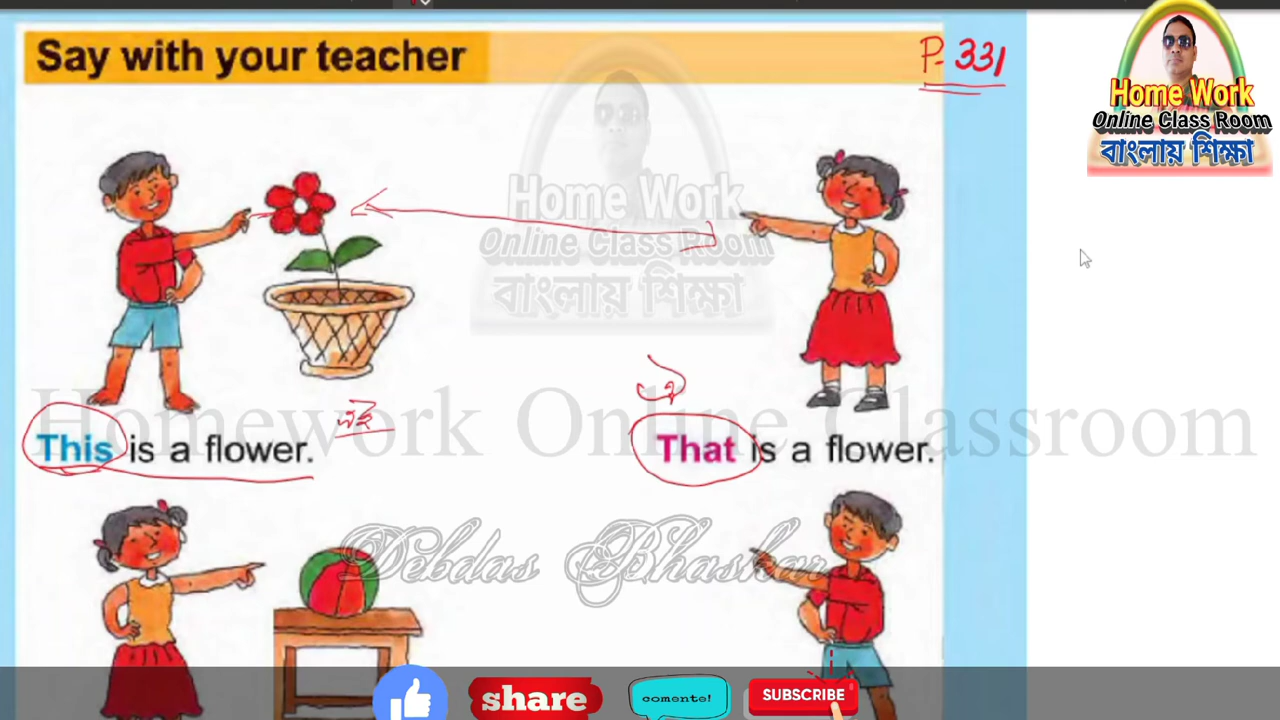 Say with your teacher
P- 331
Home Work
Online Class Room
বাংলায় শিক্ষা
Home Work
Online Class Room
বাংলায় শিক্ষা
Homework Online Classroom
This is a flower.
That is a flower.
Debdas Bhaskar
share
comente!
SUBSCRIBE